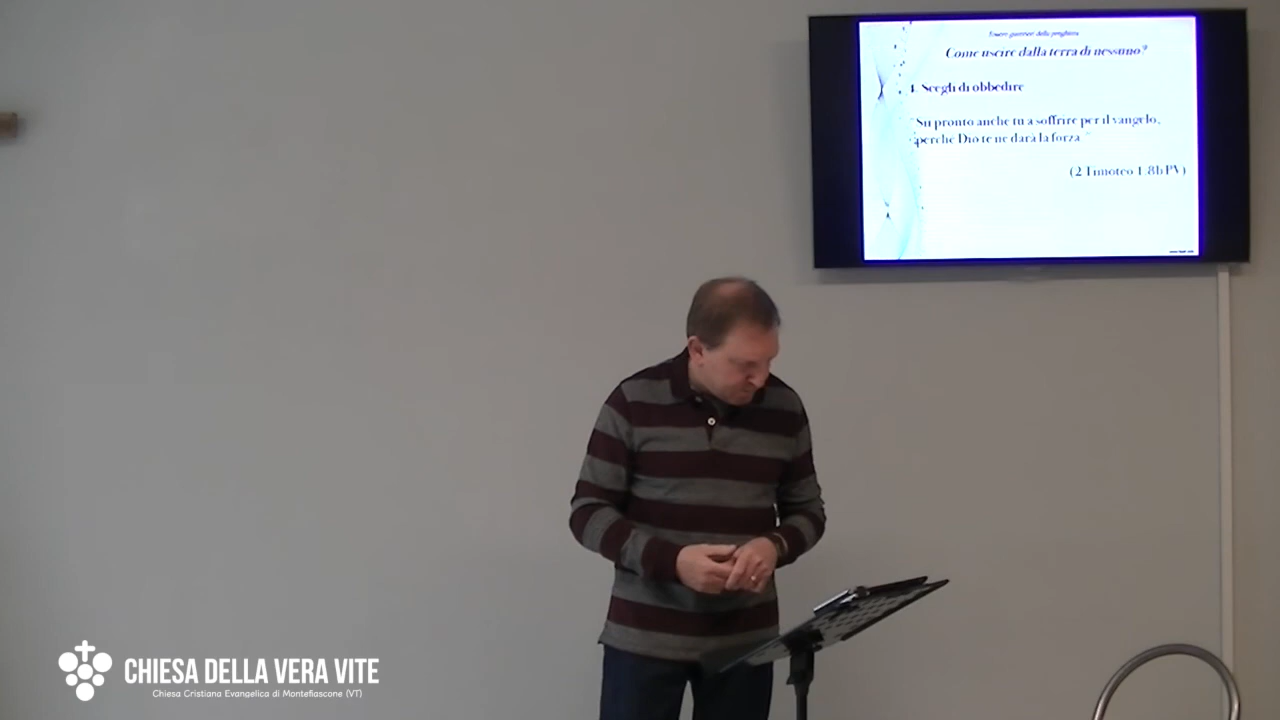 Essere guerrieri della preghiera
Come uscire dalla terra di nessuno?
4. Scegli di obbedire
"Sii pronto anche tu a soffrire per il vangelo,
perché Dio te ne darà la forza."
(2 Timoteo 1:8b PV)
CHIESA DELLA VERA VITE
Chiesa Cristiana Evangelica di Montefiascone (VT)